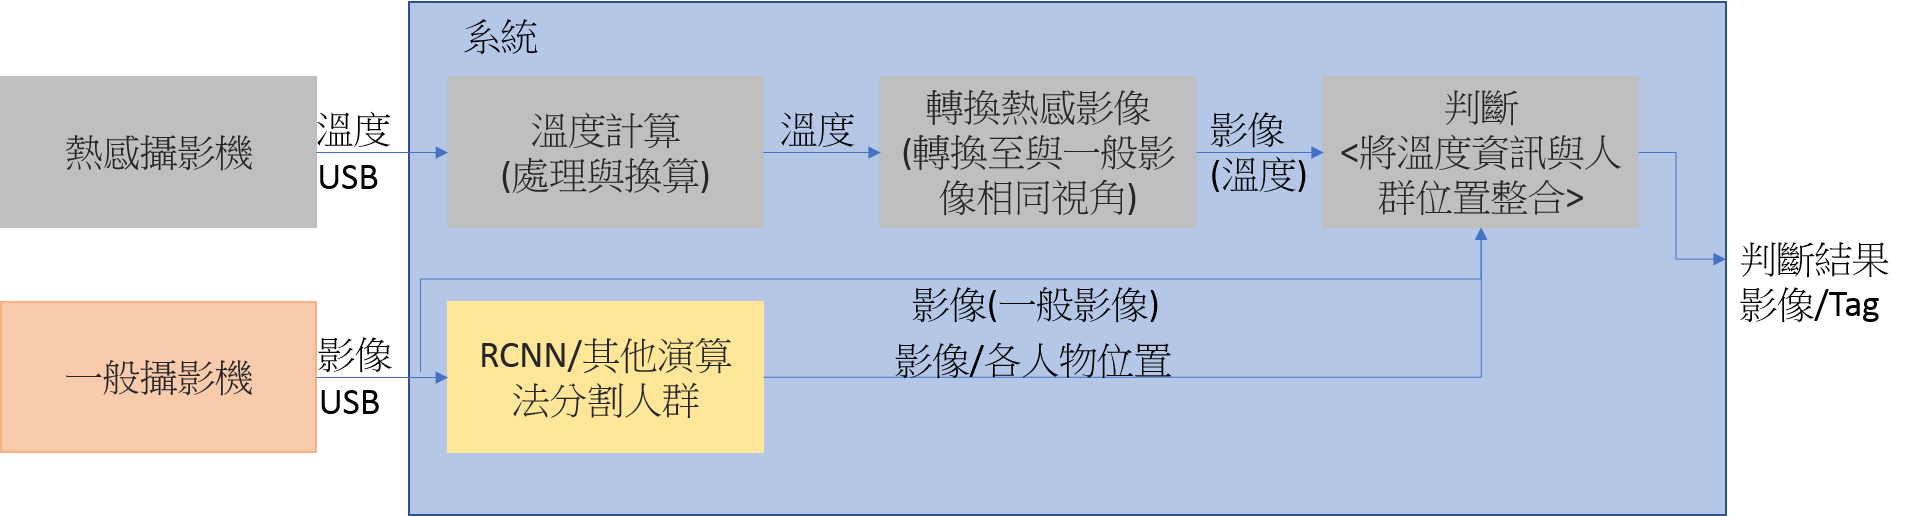 系統
熱感攝影機
溫度
USB
溫度計算
(處理與換算)
溫度
轉換熱感影像
(轉換至與一般影
像相同視角)
影像
(溫度)
判斷
<將溫度資訊與人
群位置整合>
判斷結果
影像/Tag
影像(一般影像)
一般攝影機
影像
USB
RCNN/其他演算
法分割人群
影像/各人物位置